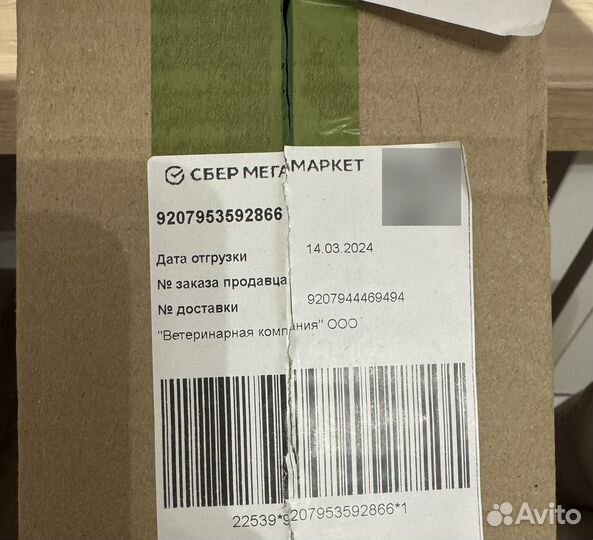 СБЕР МЕГАМАРКЕТ
9207953592866
Дата отгрузки 14.03.2024
№ заказа продавца
№ доставки 9207944469494
"Ветеринарная компания" ООО
22539*9207953592866*1
Avito